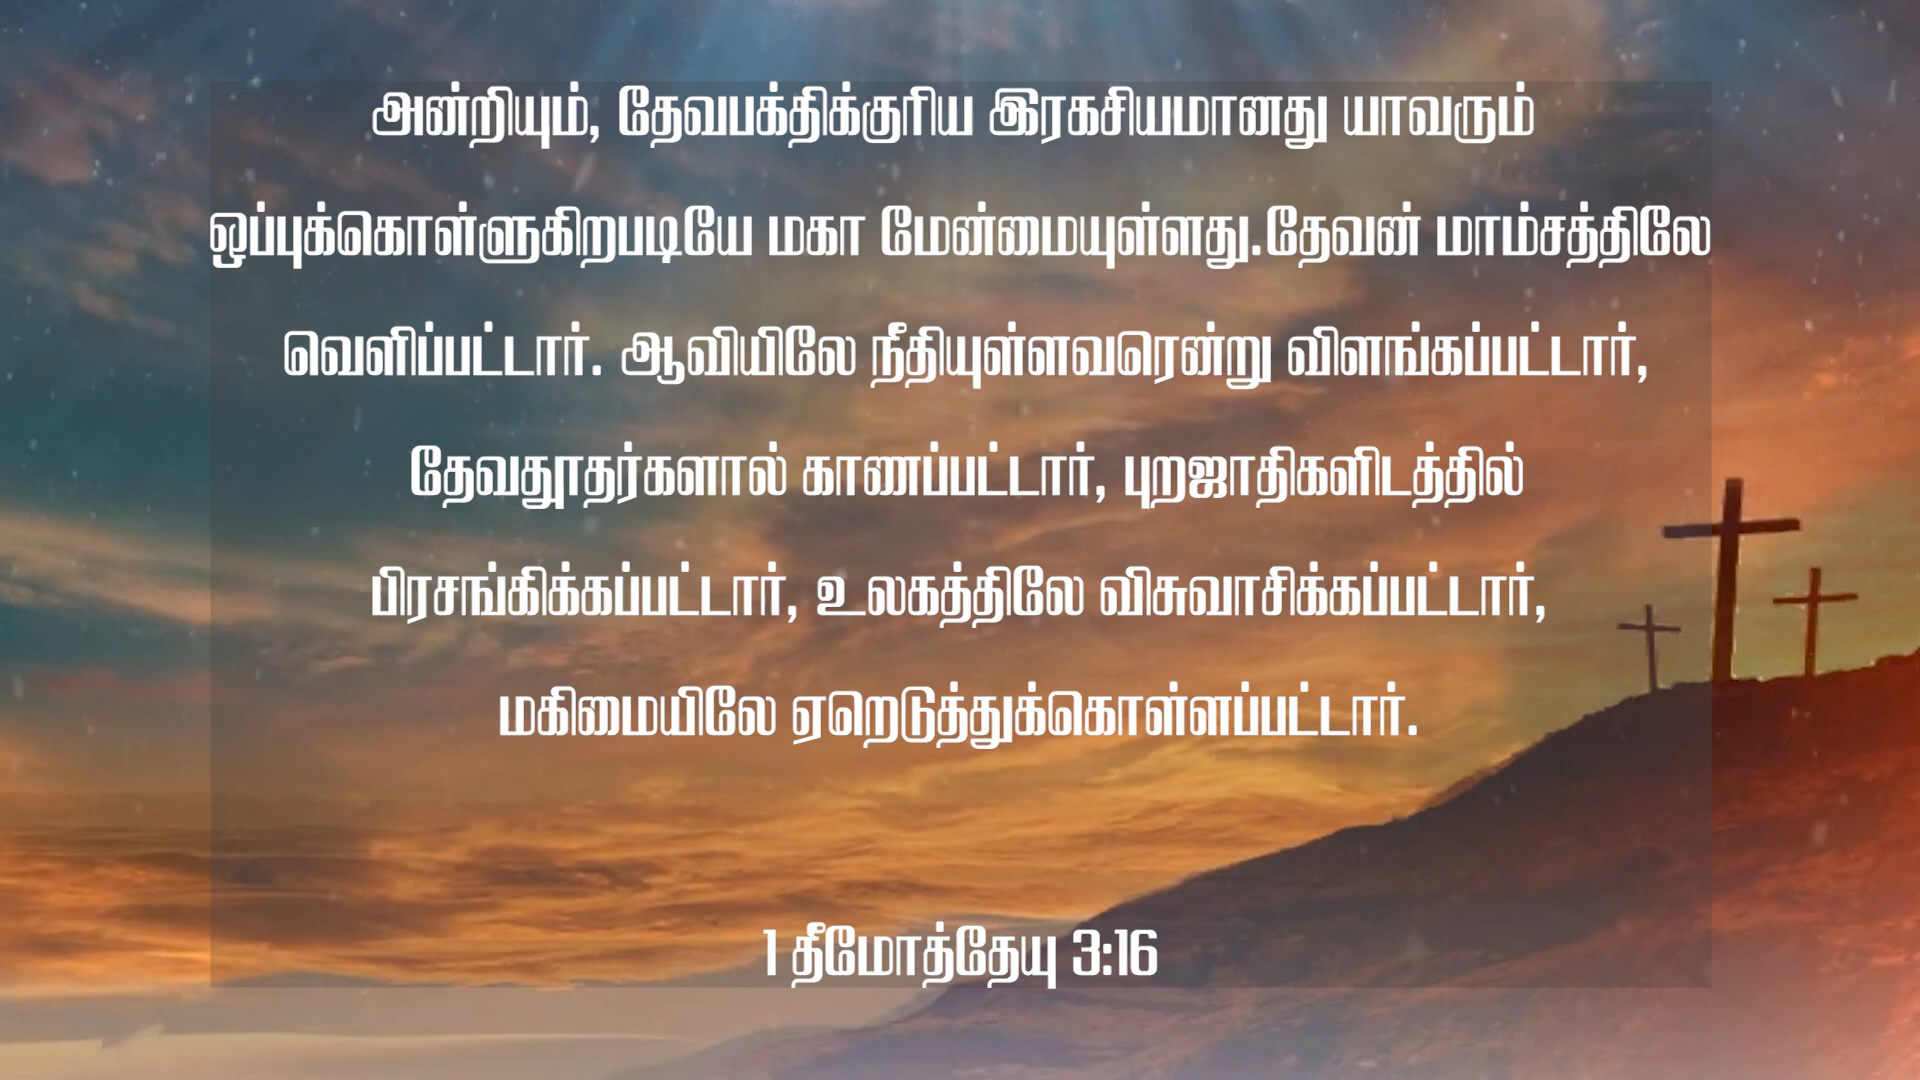 அன்றியும், தேவபக்திக்குரிய இரகசியமானது யாவரும்
ஒப்புக்கொள்ளுகிறபடியே மகா மேன்மையுள்ளது.தேவன் மாம்சத்திலே
வெளிப்பட்டார். ஆவியிலே நீதியுள்ளவரென்று விளங்கப்பட்டார்,
தேவதூதர்களால் காணப்பட்டார், புறஜாதிகளிடத்தில்
பிரசங்கிக்கப்பட்டார், உலகத்திலே விசுவாசிக்கப்பட்டார்,
மகிமையிலே ஏறெடுத்துக்கொள்ளப்பட்டார்.
1 தீமோத்தேயு 3:16